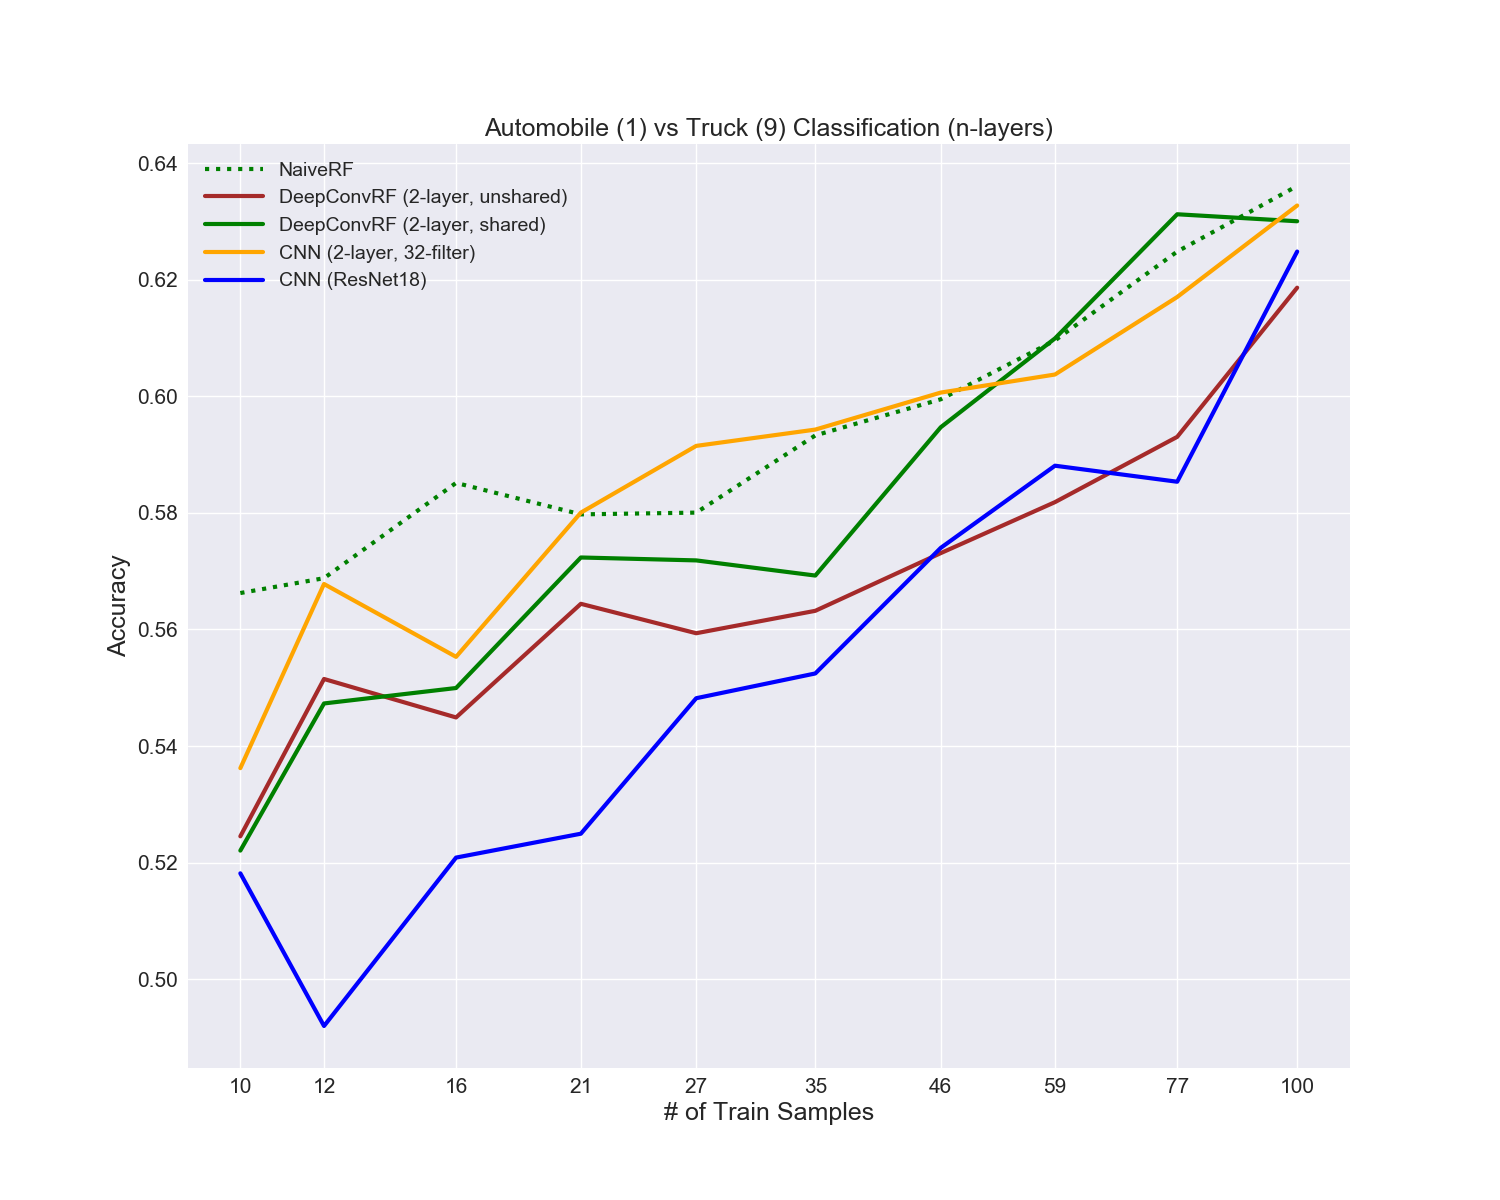 Automobile (1) vs Truck (9) Classification (n-layers)
NaiveRF
DeepConvRF (2-layer, unshared)
DeepConvRF (2-layer, shared)
CNN (2-layer, 32-filter)
CNN (ResNet18)
0.64
0.62
0.60
0.58
0.56
0.54
0.52
0.50
Accuracy
10 12 16 21 27 35 46 59 77 100
# of Train Samples